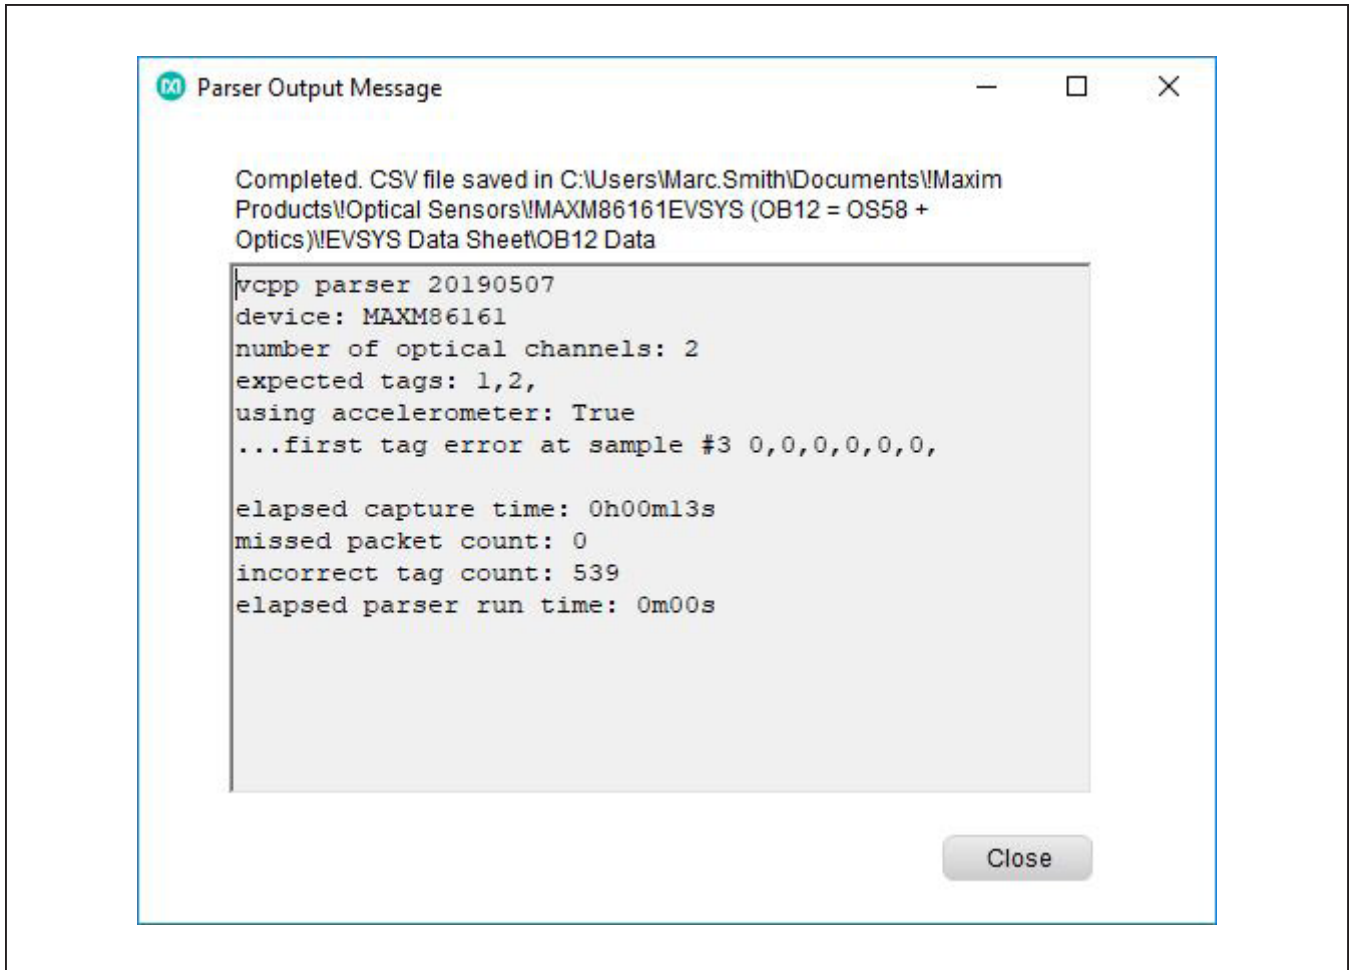 Parser Output Message
Completed. CSV file saved in C:\Users\Marc.Smith\Documents\!Maxim
Products\!Optical Sensors\!MAXM86161EVSYS (OB12 = OS58 +
Optics)\!EVSYS Data Sheet\OB12 Data
vcpp parser 20190507
device: MAXM86161
number of optical channels: 2
expected tags: 1,2,
using accelerometer: True
...first tag error at sample #3 0,0,0,0,0,0,
elapsed capture time: 0h00m13s
missed packet count: 0
incorrect tag count: 539
elapsed parser run time: 0m00s
Close